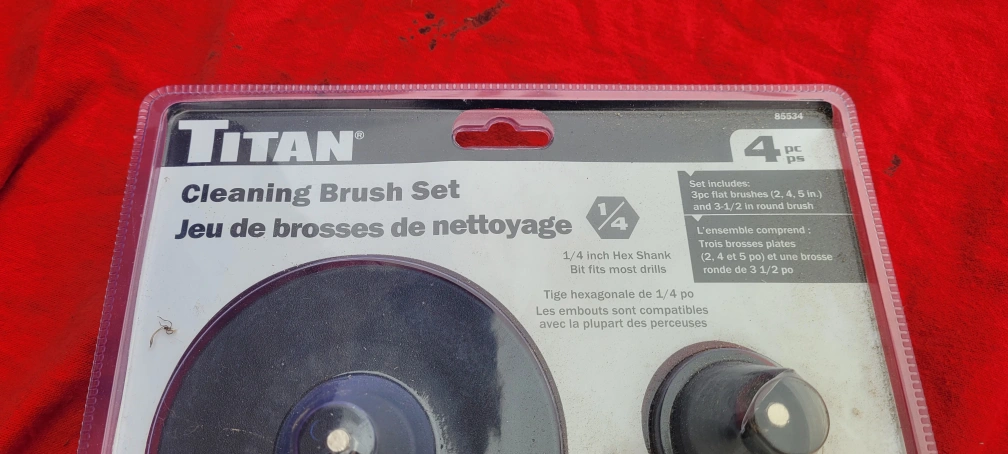 85534
TITAN®
4 pc
ps
Cleaning Brush Set
Jeu de brosses de nettoyage
1/4
1/4 inch Hex Shank
Bit fits most drills
Tige hexagonale de 1/4 po
Les embouts sont compatibles
avec la plupart des perceuses
Set includes:
3pc flat brushes (2, 4, 5 in.)
and 3-1/2 in round brush
L'ensemble comprend :
Trois brosses plates
(2, 4 et 5 po) et une brosse
ronde de 3 1/2 po